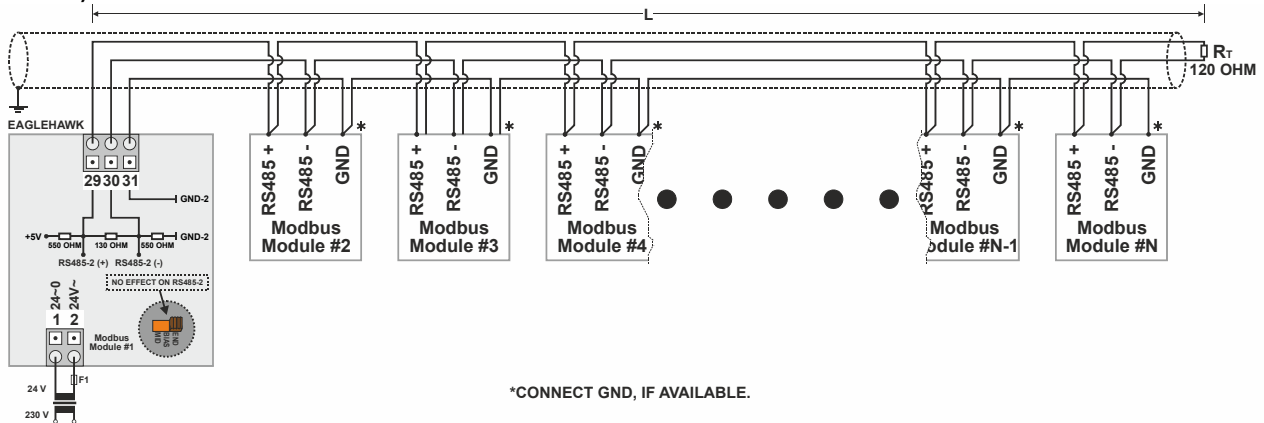 L
RT
120 OHM
EAGLEHAWK
29 30 31
GND-2
+5V
550 OHM
130 OHM
550 OHM
GND-2
RS485-2 (+)
RS485-2 (-)
NO EFFECT ON RS485-2
24~0
24V~
1 2
END
BIAS
MID
Modbus
Module #1
F1
24 V
230 V
RS485 +
RS485 -
GND
*
Modbus
Module #2
RS485 +
RS485 -
GND
*
Modbus
Module #3
RS485 +
RS485 -
GND
*
Modbus
Module #4
RS485 +
RS485 -
GND
*
Modbus
odule #N-1
RS485 +
RS485 -
GND
*
Modbus
Module #N
*CONNECT GND, IF AVAILABLE.